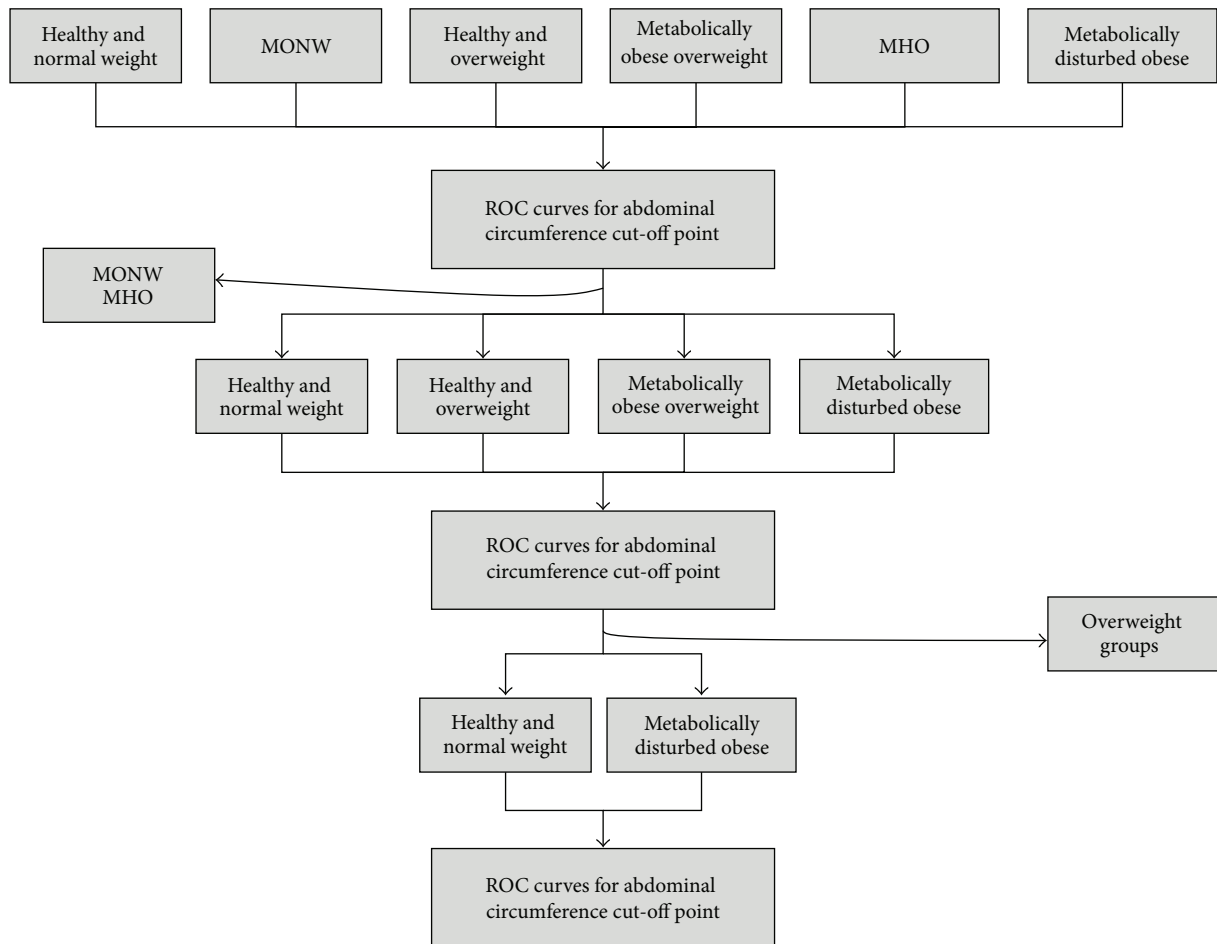 Healthy and
normal weight
MONW
Healthy and
overweight
Metabolically
obese overweight
MHO
Metabolically
disturbed obese
ROC curves for abdominal
circumference cut-off point
MONW
MHO
Healthy and
normal weight
Healthy and
overweight
Metabolically
obese overweight
Metabolically
disturbed obese
ROC curves for abdominal
circumference cut-off point
Overweight
groups
Healthy and
normal weight
Metabolically
disturbed obese
ROC curves for abdominal
circumference cut-off point